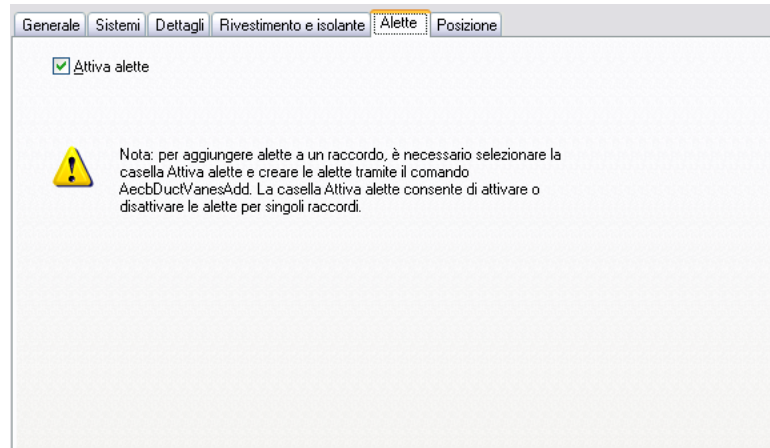 Generale Sistemi Dettagli Rivestimento e isolante Alette Posizione
Attiva alette
Nota: per aggiungere alette a un raccordo, è necessario selezionare la
casella Attiva alette e creare le alette tramite il comando
AecbDuctVanesAdd. La casella Attiva alette consente di attivare o
disattivare le alette per singoli raccordi.